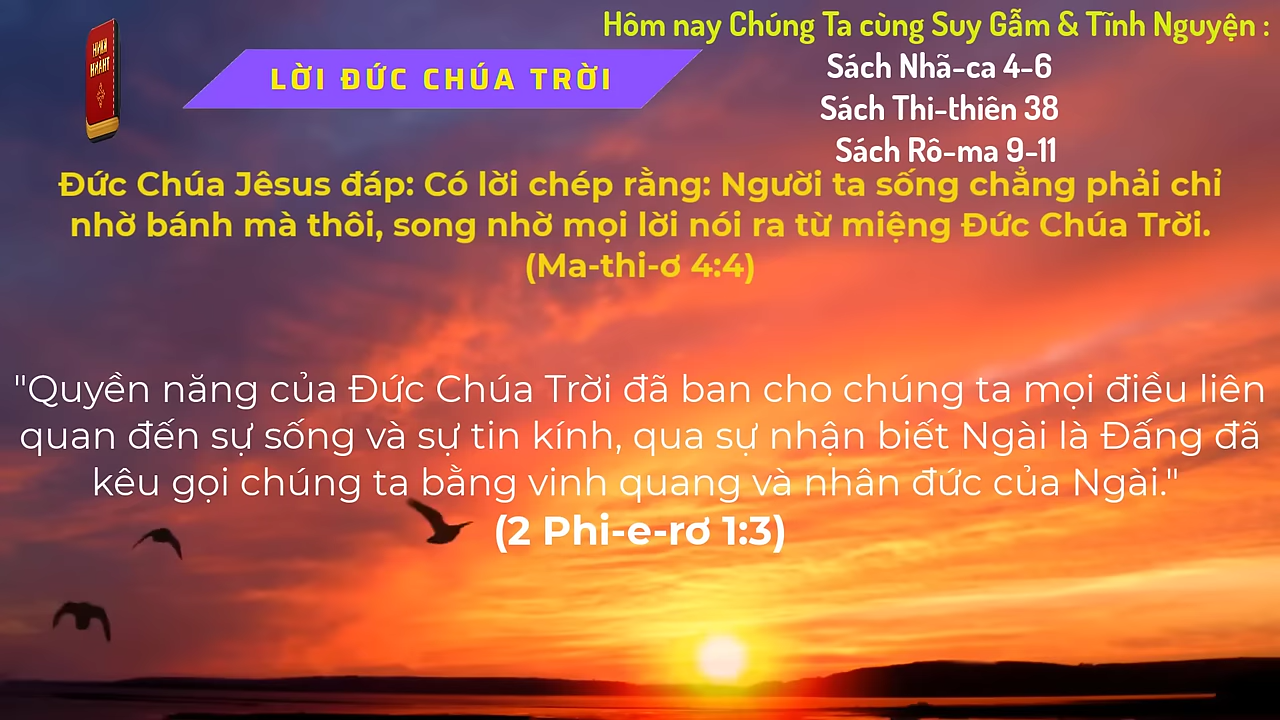 Hôm nay Chúng Ta cùng Suy Gẫm & Tĩnh Nguyện :
Sách Nhã-ca 4-6
Sách Thi-thiên 38
Sách Rô-ma 9-11
LỜI ĐỨC CHÚA TRỜI
Đức Chúa Jêsus đáp: Có lời chép rằng: Người ta sống chẳng phải chỉ
nhờ bánh mà thôi, song nhờ mọi lời nói ra từ miệng Đức Chúa Trời.
(Ma-thi-ơ 4:4)
"Quyền năng của Đức Chúa Trời đã ban cho chúng ta mọi điều liên
quan đến sự sống và sự tin kính, qua sự nhận biết Ngài là Đấng đã
kêu gọi chúng ta bằng vinh quang và nhân đức của Ngài."
(2 Phi-e-rơ 1:3)